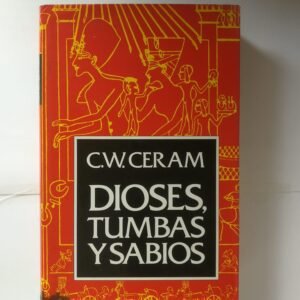 C.W. CERAM
DIOSES,
TUMBAS
Y SABIOS